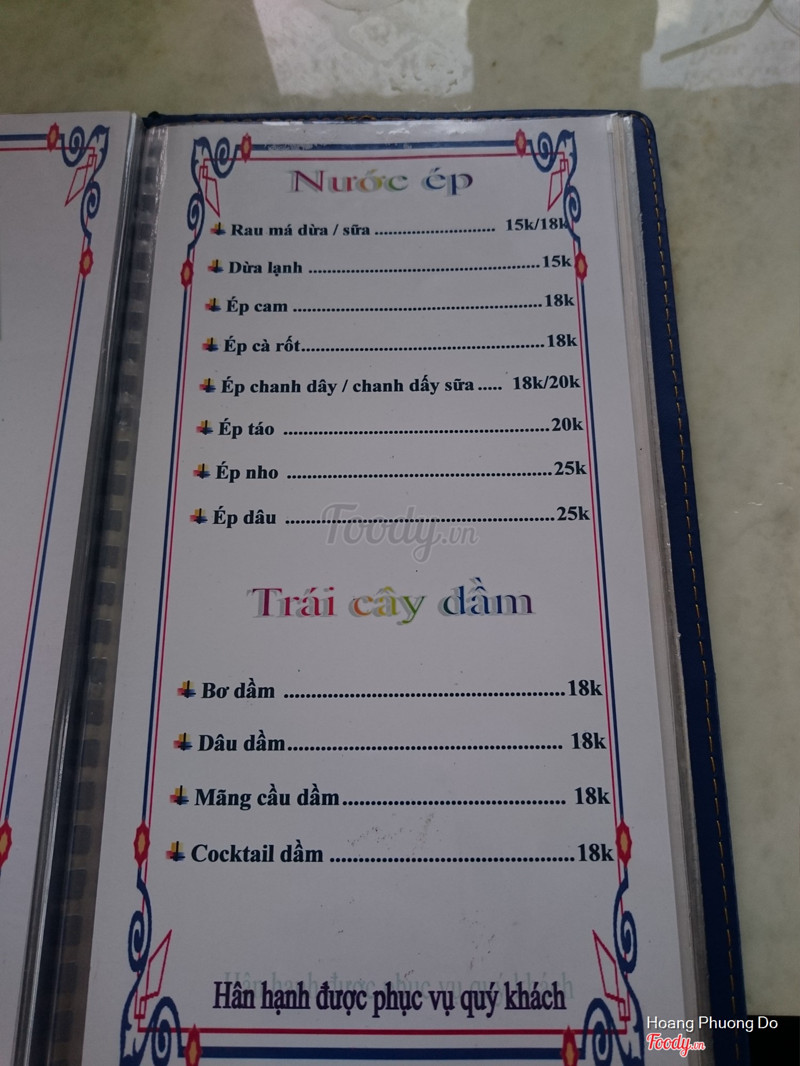 Nước ép
Rau má dừa / sữa ............................ 15k/18k
Dừa lạnh ......................................................15k
Ép cam ..........................................................18k
Ép cà rốt.........................................................18k
Ép chanh dây / chanh dấy sữa ..... 18k/20k
Ép táo ............................................................20k
Ép nho ............................................................25k
Ép dâu ............................................................25k
Foody.vn
Trái cây dầm
Bơ dầm ..........................................................18k
Dâu dầm....................................................... 18k
Mãng cầu dầm............................................ 18k
Cocktail dầm ...............................................18k
Hân hạnh được phục vụ quý khách
Hoang Phuong Do
Foody.vn